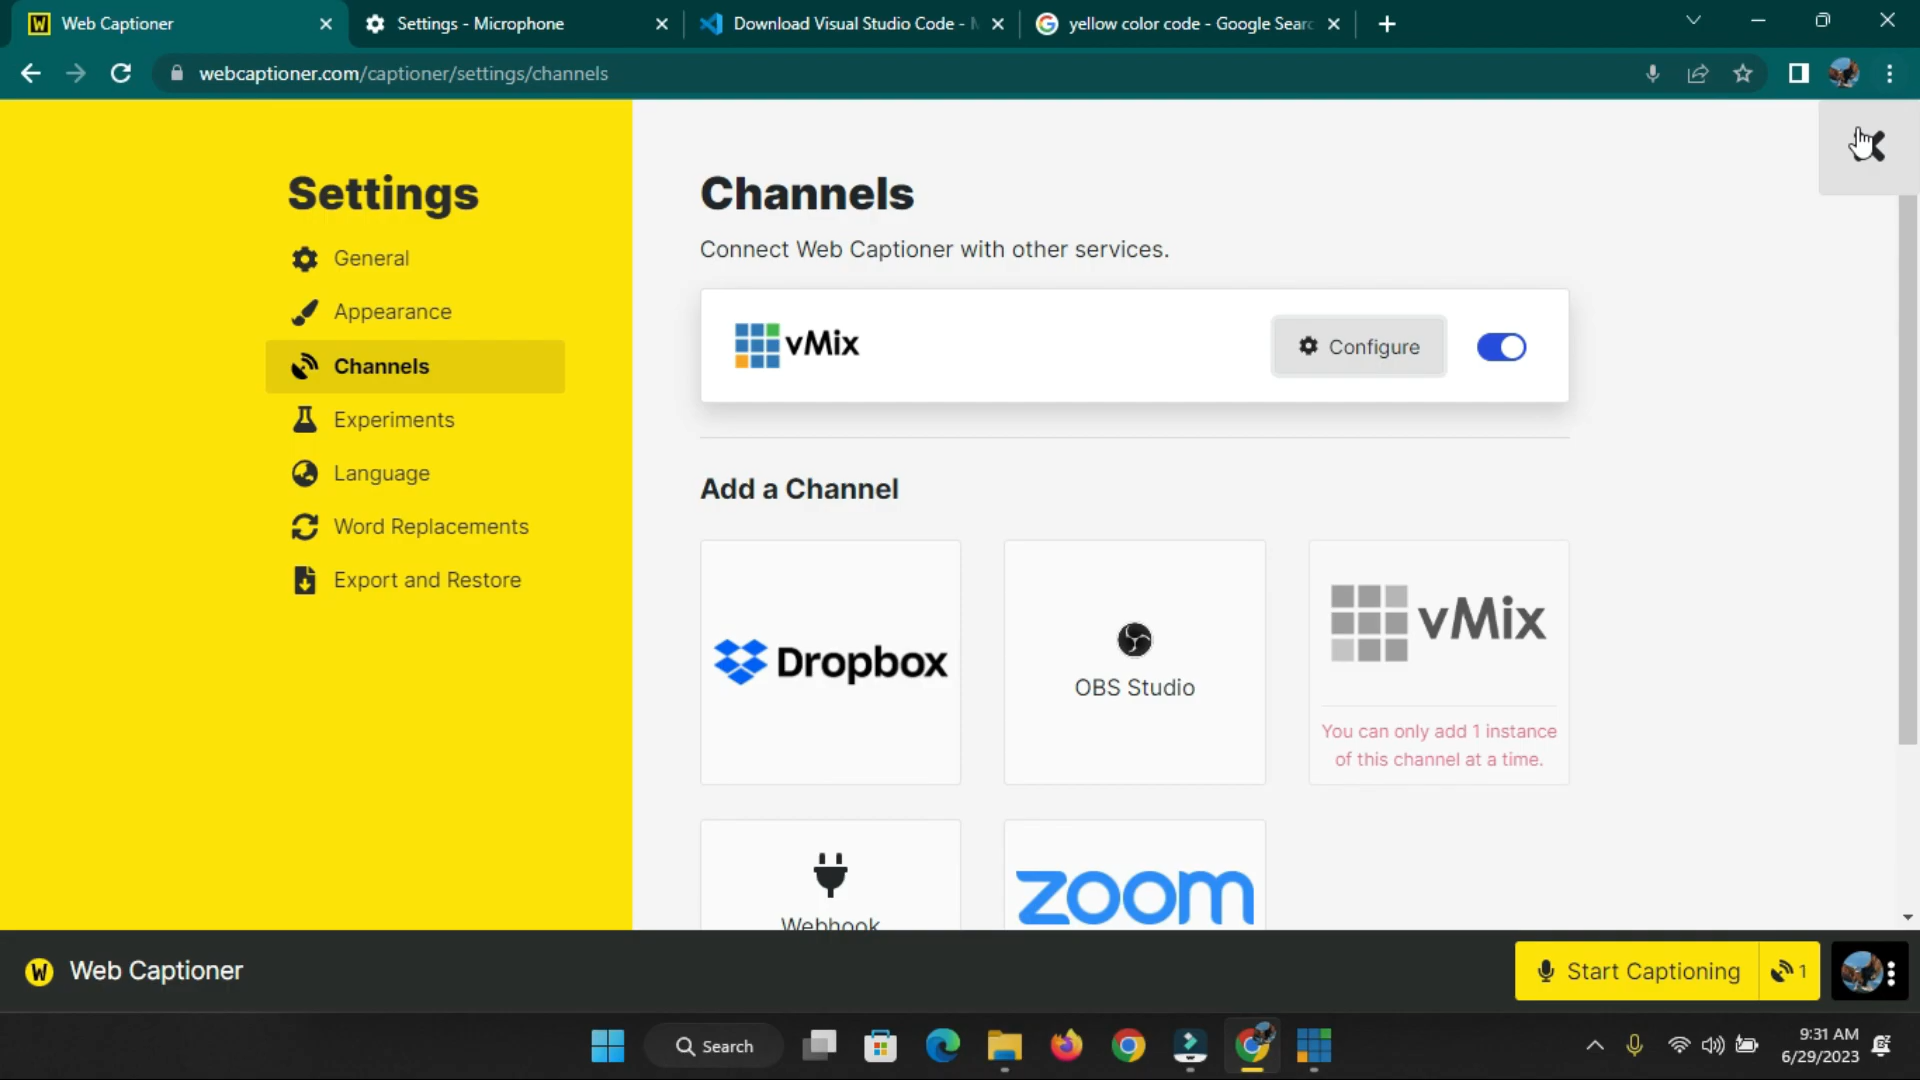 W Web Captioner
Settings - Microphone
Download Visual Studio Code -
yellow color code - Google Searc
webcaptioner.com/captioner/settings/channels
Settings
General
Appearance
Channels
Experiments
Language
Word Replacements
Export and Restore
Channels
Connect Web Captioner with other services.
vMix
Configure
Add a Channel
Dropbox
OBS Studio
vMix
You can only add 1 instance
of this channel at a time.
Webhook
zoom
W Web Captioner
Start Captioning
1
Search
9:31 AM
6/29/2023